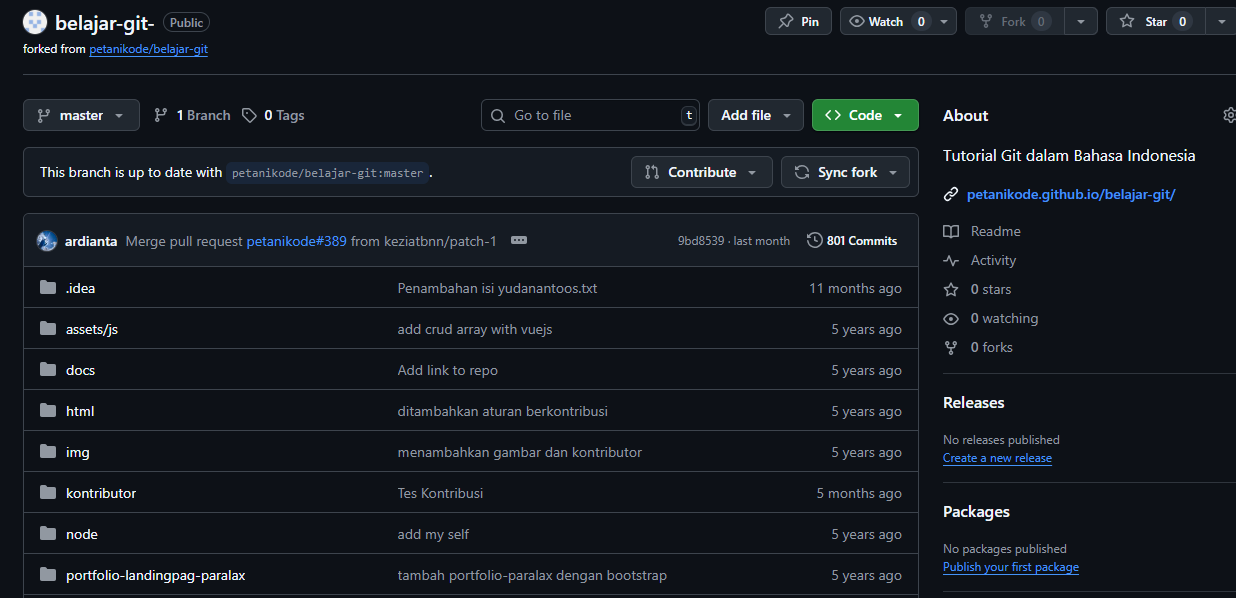 belajar-git- Public Pin Watch 0 Fork 0 Star 0
forked from petanikode/belajar-git
master 1 Branch 0 Tags Go to file t Add file <> Code
This branch is up to date with petanikode/belajar-git:master . Contribute Sync fork
ardianta Merge pull request petanikode#389 from keziatbnn/patch-1 9bd8539 · last month 801 Commits
.idea Penambahan isi yudanantoos.txt 11 months ago
assets/js add crud array with vuejs 5 years ago
docs Add link to repo 5 years ago
html ditambahkan aturan berkontribusi 5 years ago
img menambahkan gambar dan kontributor 5 years ago
kontributor Tes Kontribusi 5 months ago
node add my self 5 years ago
portfolio-landingpag-paralax tambah portfolio-paralax dengan bootstrap 5 years ago
About
Tutorial Git dalam Bahasa Indonesia
petanikode.github.io/belajar-git/
Readme
Activity
0 stars
0 watching
0 forks
Releases
No releases published
Create a new release
Packages
No packages published
Publish your first package